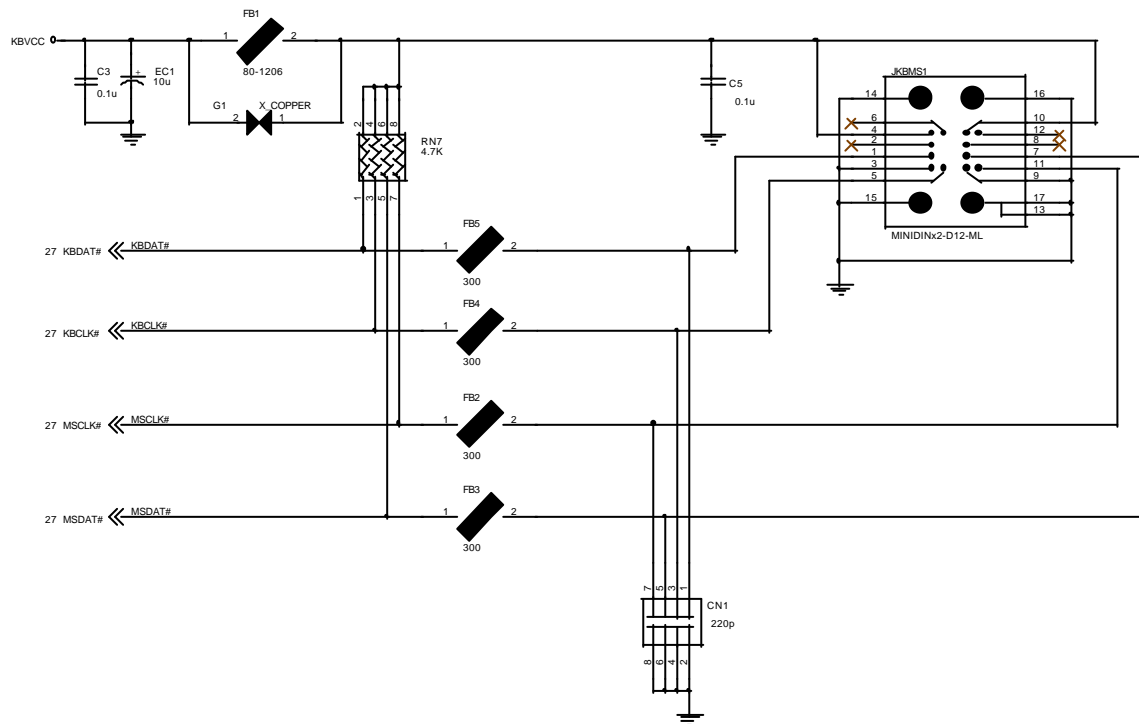 FB1
KBVCC
1
2
80-1206
C3
0.1u
+
EC1
10u
G1
X_COPPER
2
1
C5
0.1u
JKBMS1
14
16
6
10
4
12
2
8
1
7
3
11
5
9
15
17
13
MINIDINx2-D12-ML
2
4
6
8
RN7
4.7K
1
3
5
7
27 KBDAT#
KBDAT#
1
FB5
2
300
27 KBCLK#
KBCLK#
1
FB4
2
300
27 MSCLK#
MSCLK#
1
FB2
2
300
27 MSDAT#
MSDAT#
1
FB3
2
300
7
5
3
1
CN1
220p
8
6
4
2